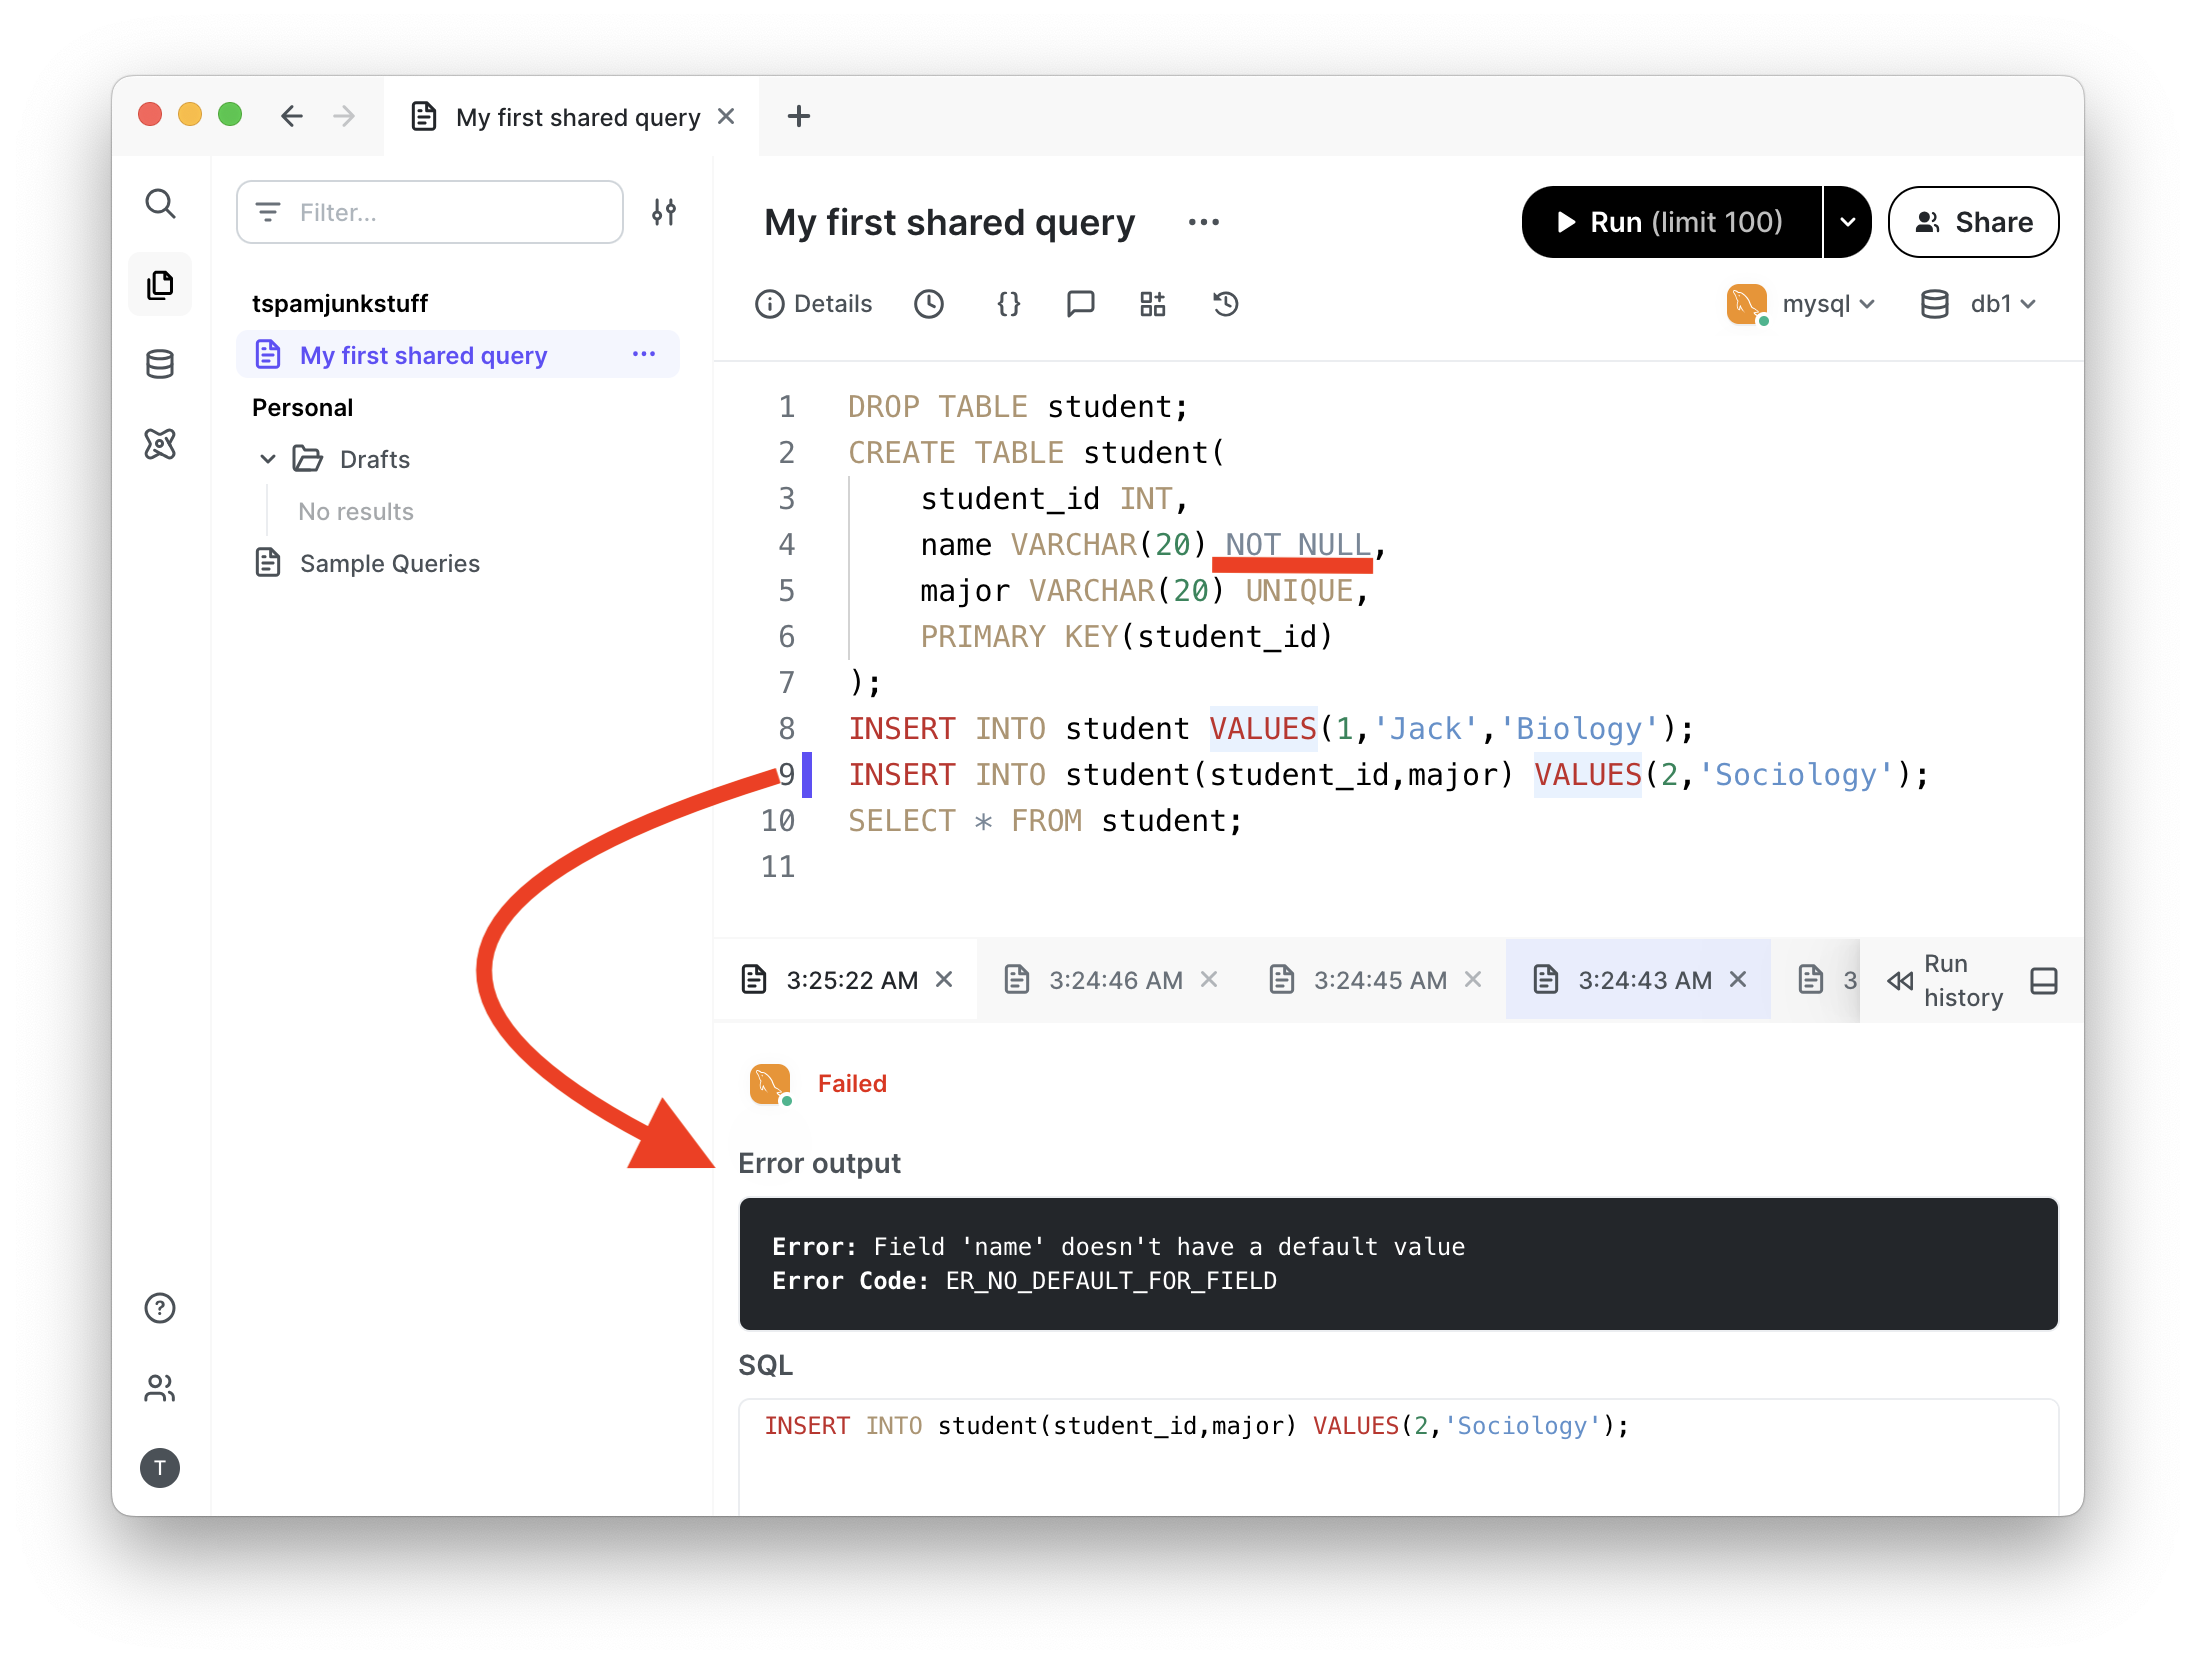 My first shared query
Filter...
tspamjunkstuff
My first shared query
Personal
Drafts
No results
Sample Queries
T
My first shared query
Run (limit 100)
Share
Details
mysql
db1
1 DROP TABLE student;
2 CREATE TABLE student(
3 student_id INT,
4 name VARCHAR(20) NOT NULL,
5 major VARCHAR(20) UNIQUE,
6 PRIMARY KEY(student_id)
7 );
8 INSERT INTO student VALUES(1,'Jack','Biology');
9 INSERT INTO student(student_id,major) VALUES(2,'Sociology');
10 SELECT * FROM student;
11
3:25:22 AM
3:24:46 AM
3:24:45 AM
3:24:43 AM
3
Run
history
Failed
Error output
Error: Field 'name' doesn't have a default value
Error Code: ER_NO_DEFAULT_FOR_FIELD
SQL
INSERT INTO student(student_id,major) VALUES(2,'Sociology');